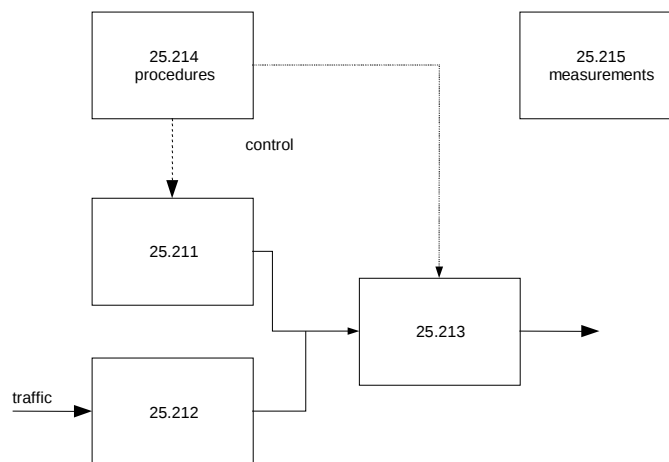 25.214
procedures
25.215
measurements
control
25.211
25.213
traffic
25.212